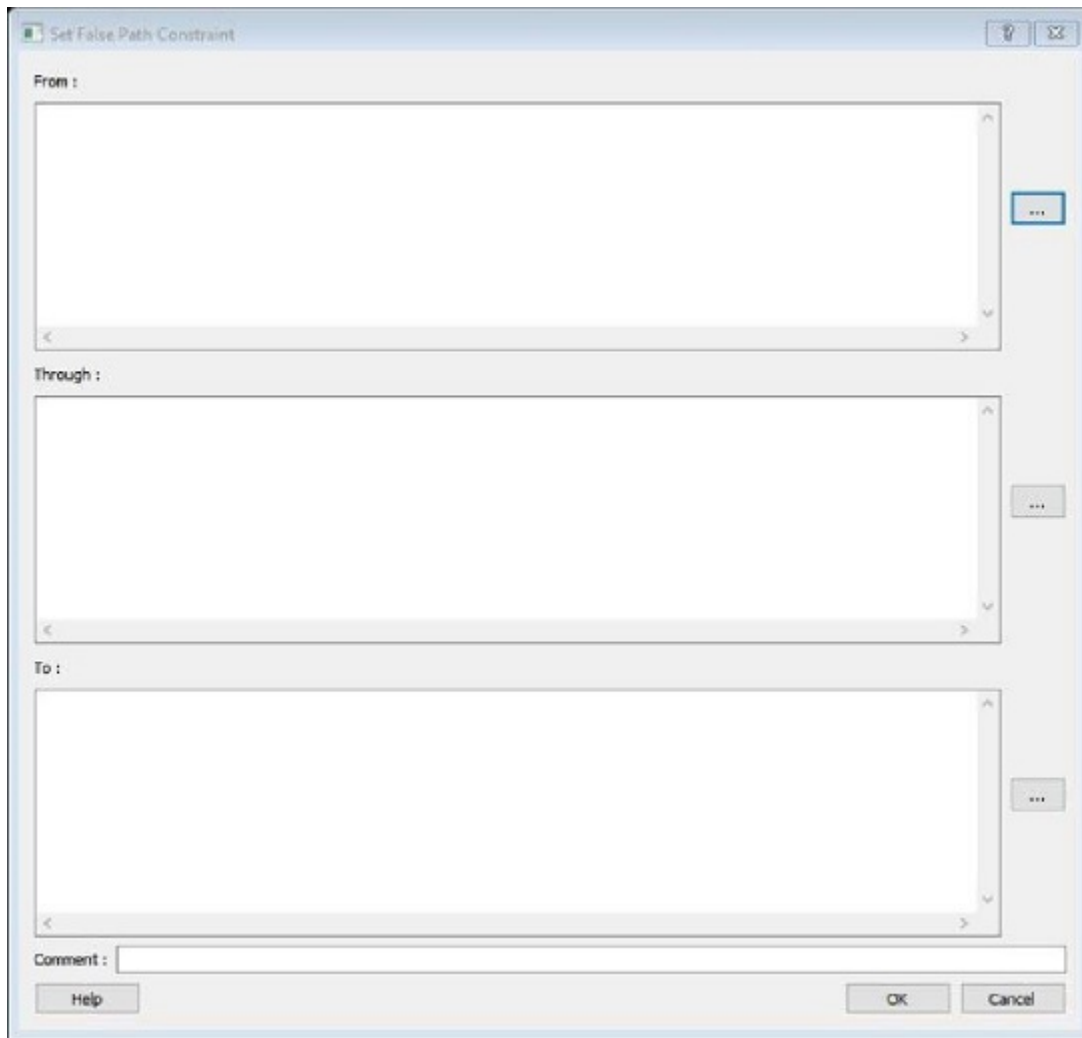 Set False Path Constraint
From :
...
Through :
...
To :
...
Comment :
Help
OK
Cancel